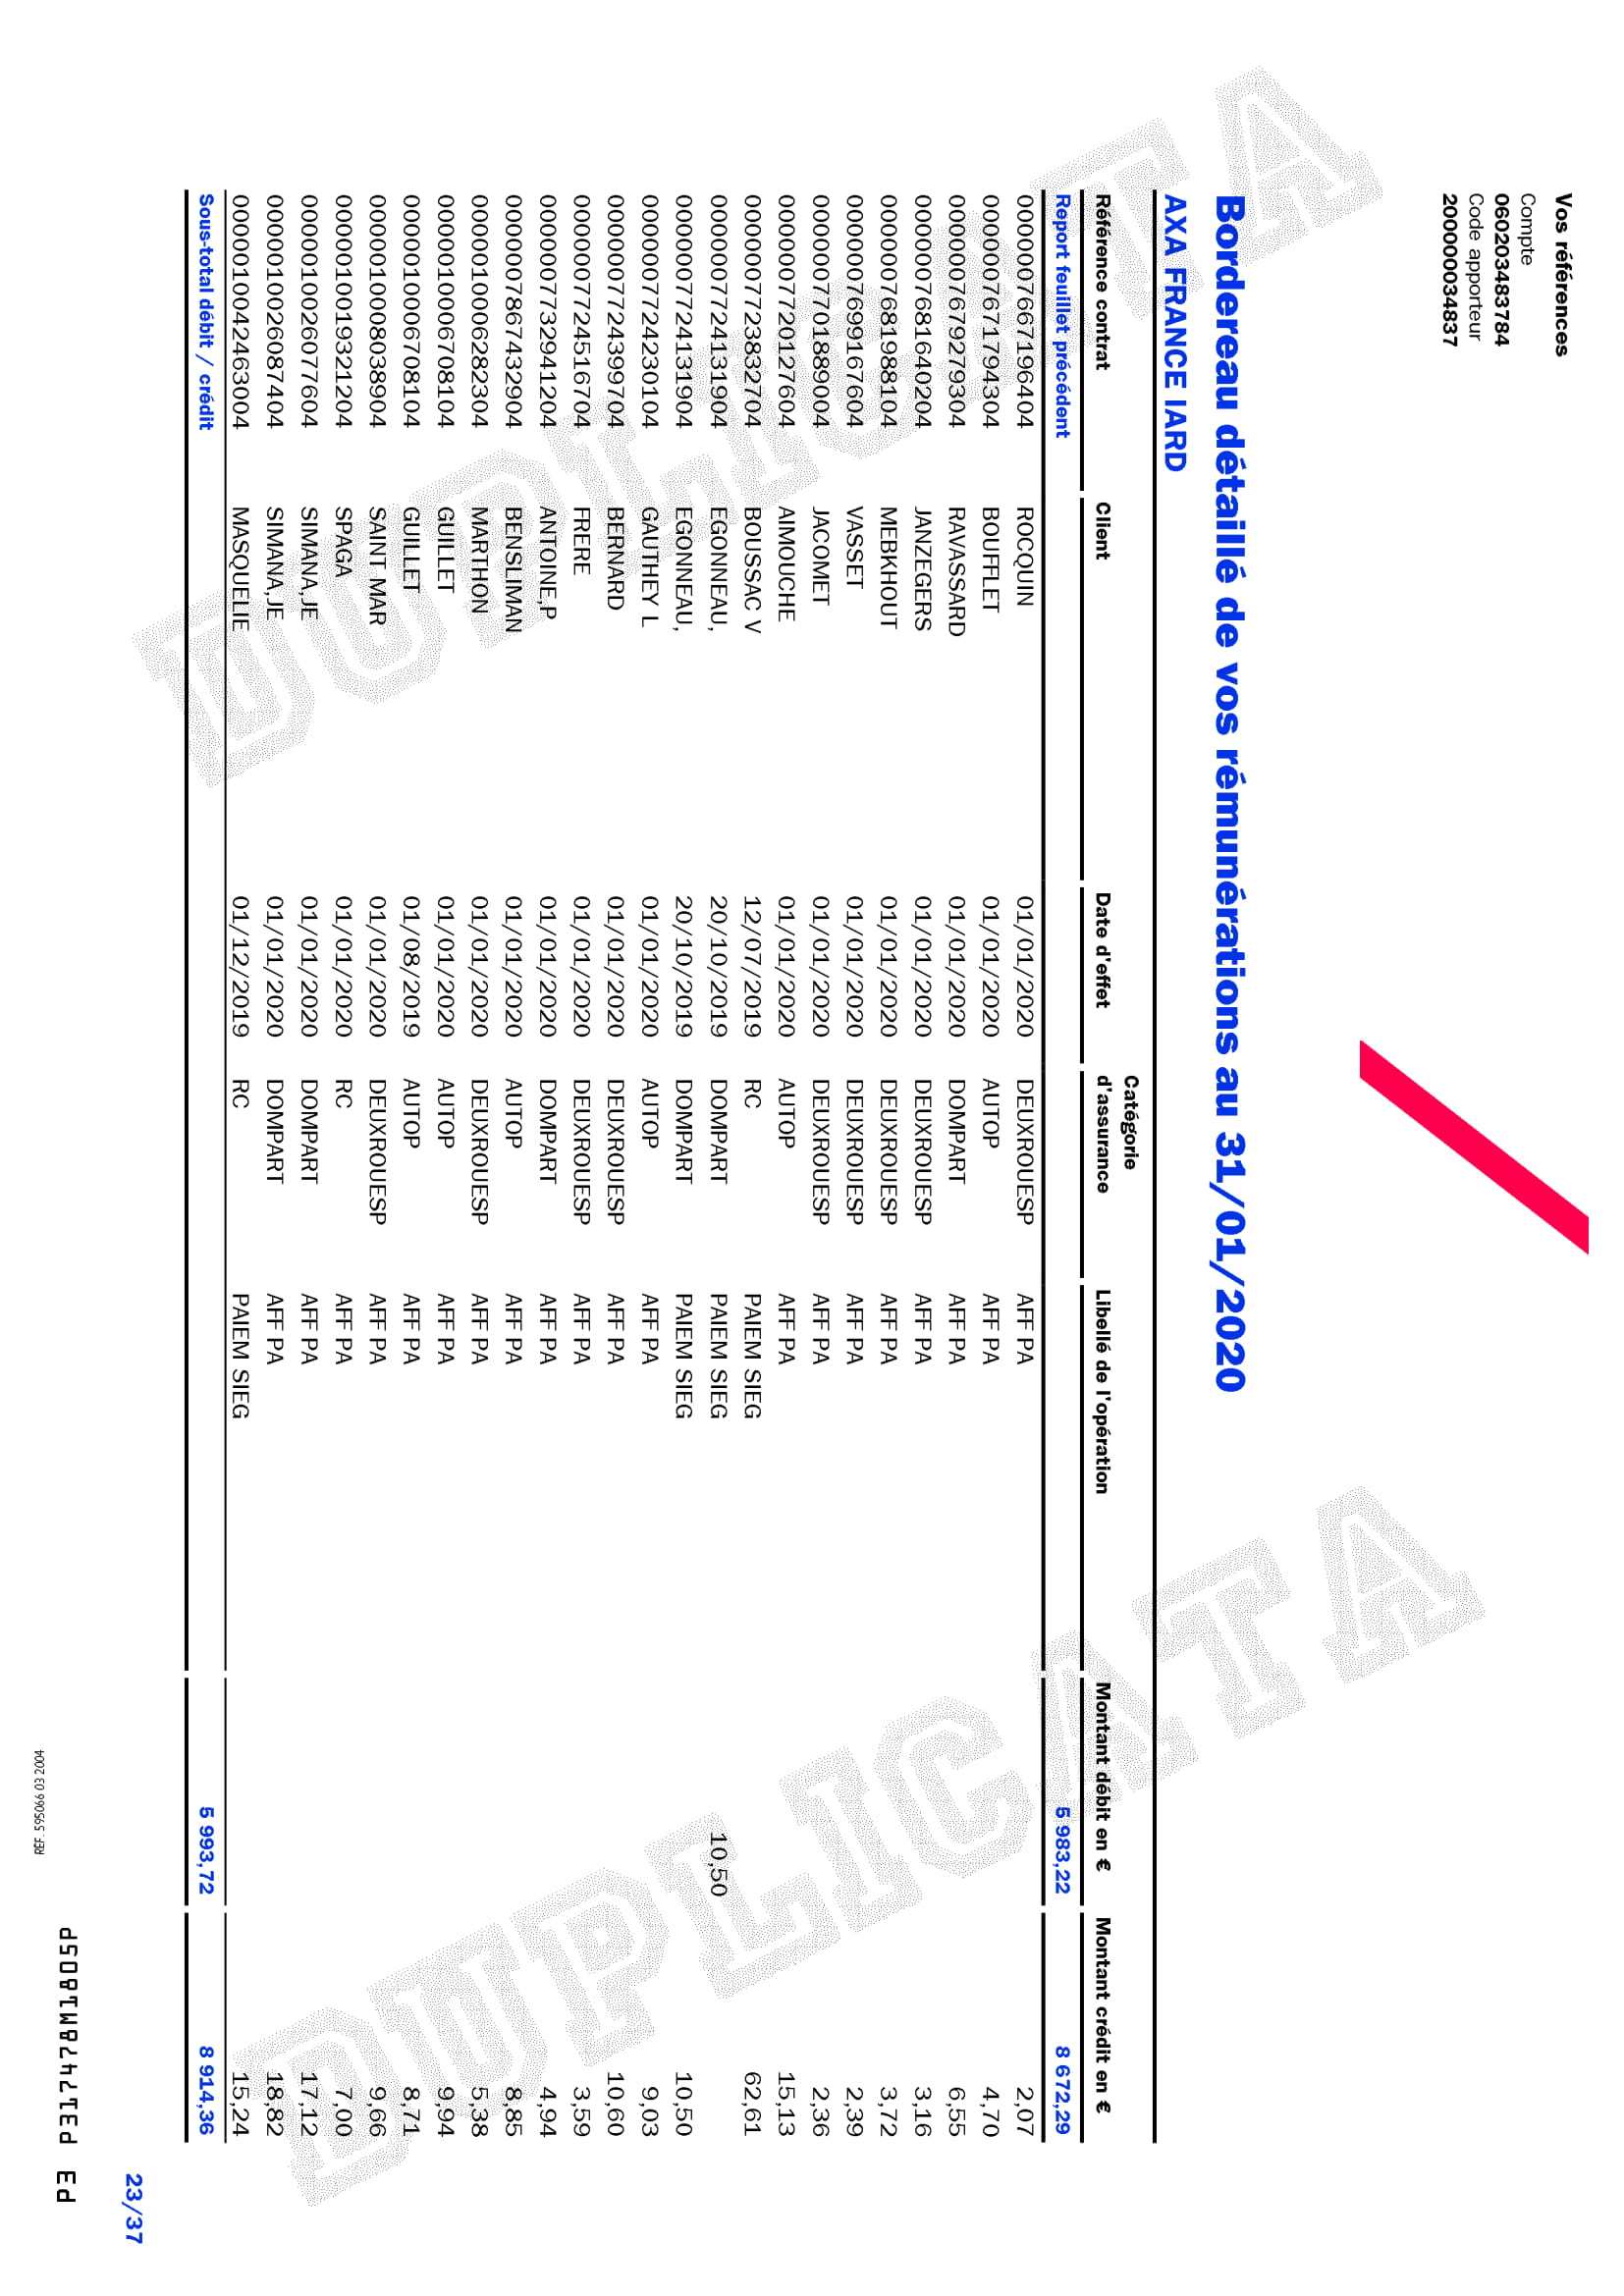 Vos références
Compte
060203483784
Code apporteur
200000034837
Bordereau détaillé de vos rémunérations au 31/01/2020
AXA FRANCE IARD
Référence contrat Client Date d'effet Catégorie d'assurance Libellé de l'opération Montant débit en € Montant crédit en €
Report feuillet précédent 5 983,22 8 672,29
0000007667196404 ROCQUIN 01/01/2020 DEUXROUESP AFF PA 2,07
0000007671794304 BOUFFLET 01/01/2020 AUTOP AFF PA 4,70
0000007679279304 RAVASSARD 01/01/2020 DOMPART AFF PA 6,55
0000007681640204 JANZEGERS 01/01/2020 DEUXROUESP AFF PA 3,16
0000007681988104 MEBKHOUT 01/01/2020 DEUXROUESP AFF PA 3,72
0000007699167604 VASSET 01/01/2020 DEUXROUESP AFF PA 2,39
0000007701889004 JACOMET 01/01/2020 DEUXROUESP AFF PA 2,36
0000007720127604 AIMOUCHE 01/01/2020 AUTOP AFF PA 15,13
0000007723832704 BOUSSAC V 12/07/2019 RC PAIEM SIEG 62,61
0000007724131904 EGONNEAU, 20/10/2019 DOMPART PAIEM SIEG 10,50
0000007724131904 EGONNEAU, 20/10/2019 DOMPART PAIEM SIEG 10,50
0000007724230104 GAUTHEY L 01/01/2020 AUTOP AFF PA 9,03
0000007724399704 BERNARD 01/01/2020 DEUXROUESP AFF PA 10,60
0000007724516704 FRERE 01/01/2020 DEUXROUESP AFF PA 3,59
0000007732941204 ANTOINE,P 01/01/2020 DOMPART AFF PA 4,94
0000007867432904 BENSLIMAN 01/01/2020 AUTOP AFF PA 8,85
0000010006282304 MARTHON 01/01/2020 DEUXROUESP AFF PA 5,38
0000010006708104 GUILLET 01/01/2020 AUTOP AFF PA 9,94
0000010006708104 GUILLET 01/08/2019 AUTOP AFF PA 8,71
0000010008038904 SAINT MAR 01/01/2020 DEUXROUESP AFF PA 9,66
0000010019321204 SPAGA 01/01/2020 RC AFF PA 7,00
0000010026077604 SIMANA,JE 01/01/2020 DOMPART AFF PA 17,12
0000010026087404 SIMANA,JE 01/01/2020 DOMPART AFF PA 18,82
0000010042463004 MASQUELIE 01/12/2019 RC PAIEM SIEG 15,24
Sous-total débit / crédit 5 993,72 8 914,36
23/37
REF. 595066 03 2004
DUPLICATA
DUPLICATA